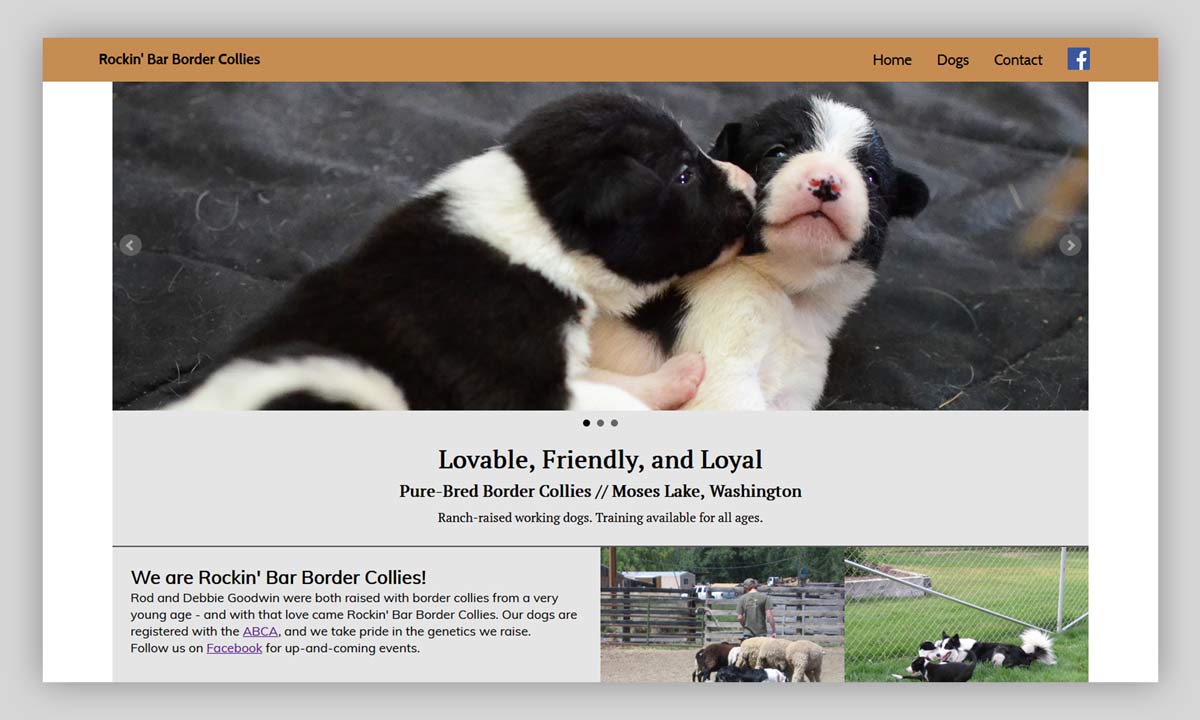 Rockin' Bar Border Collies
Home Dogs Contact f
Lovable, Friendly, and Loyal
Pure-Bred Border Collies // Moses Lake, Washington
Ranch-raised working dogs. Training available for all ages.
We are Rockin' Bar Border Collies!
Rod and Debbie Goodwin were both raised with border collies from a very
young age - and with that love came Rockin' Bar Border Collies. Our dogs are
registered with the ABCA, and we take pride in the genetics we raise.
Follow us on Facebook for up-and-coming events.